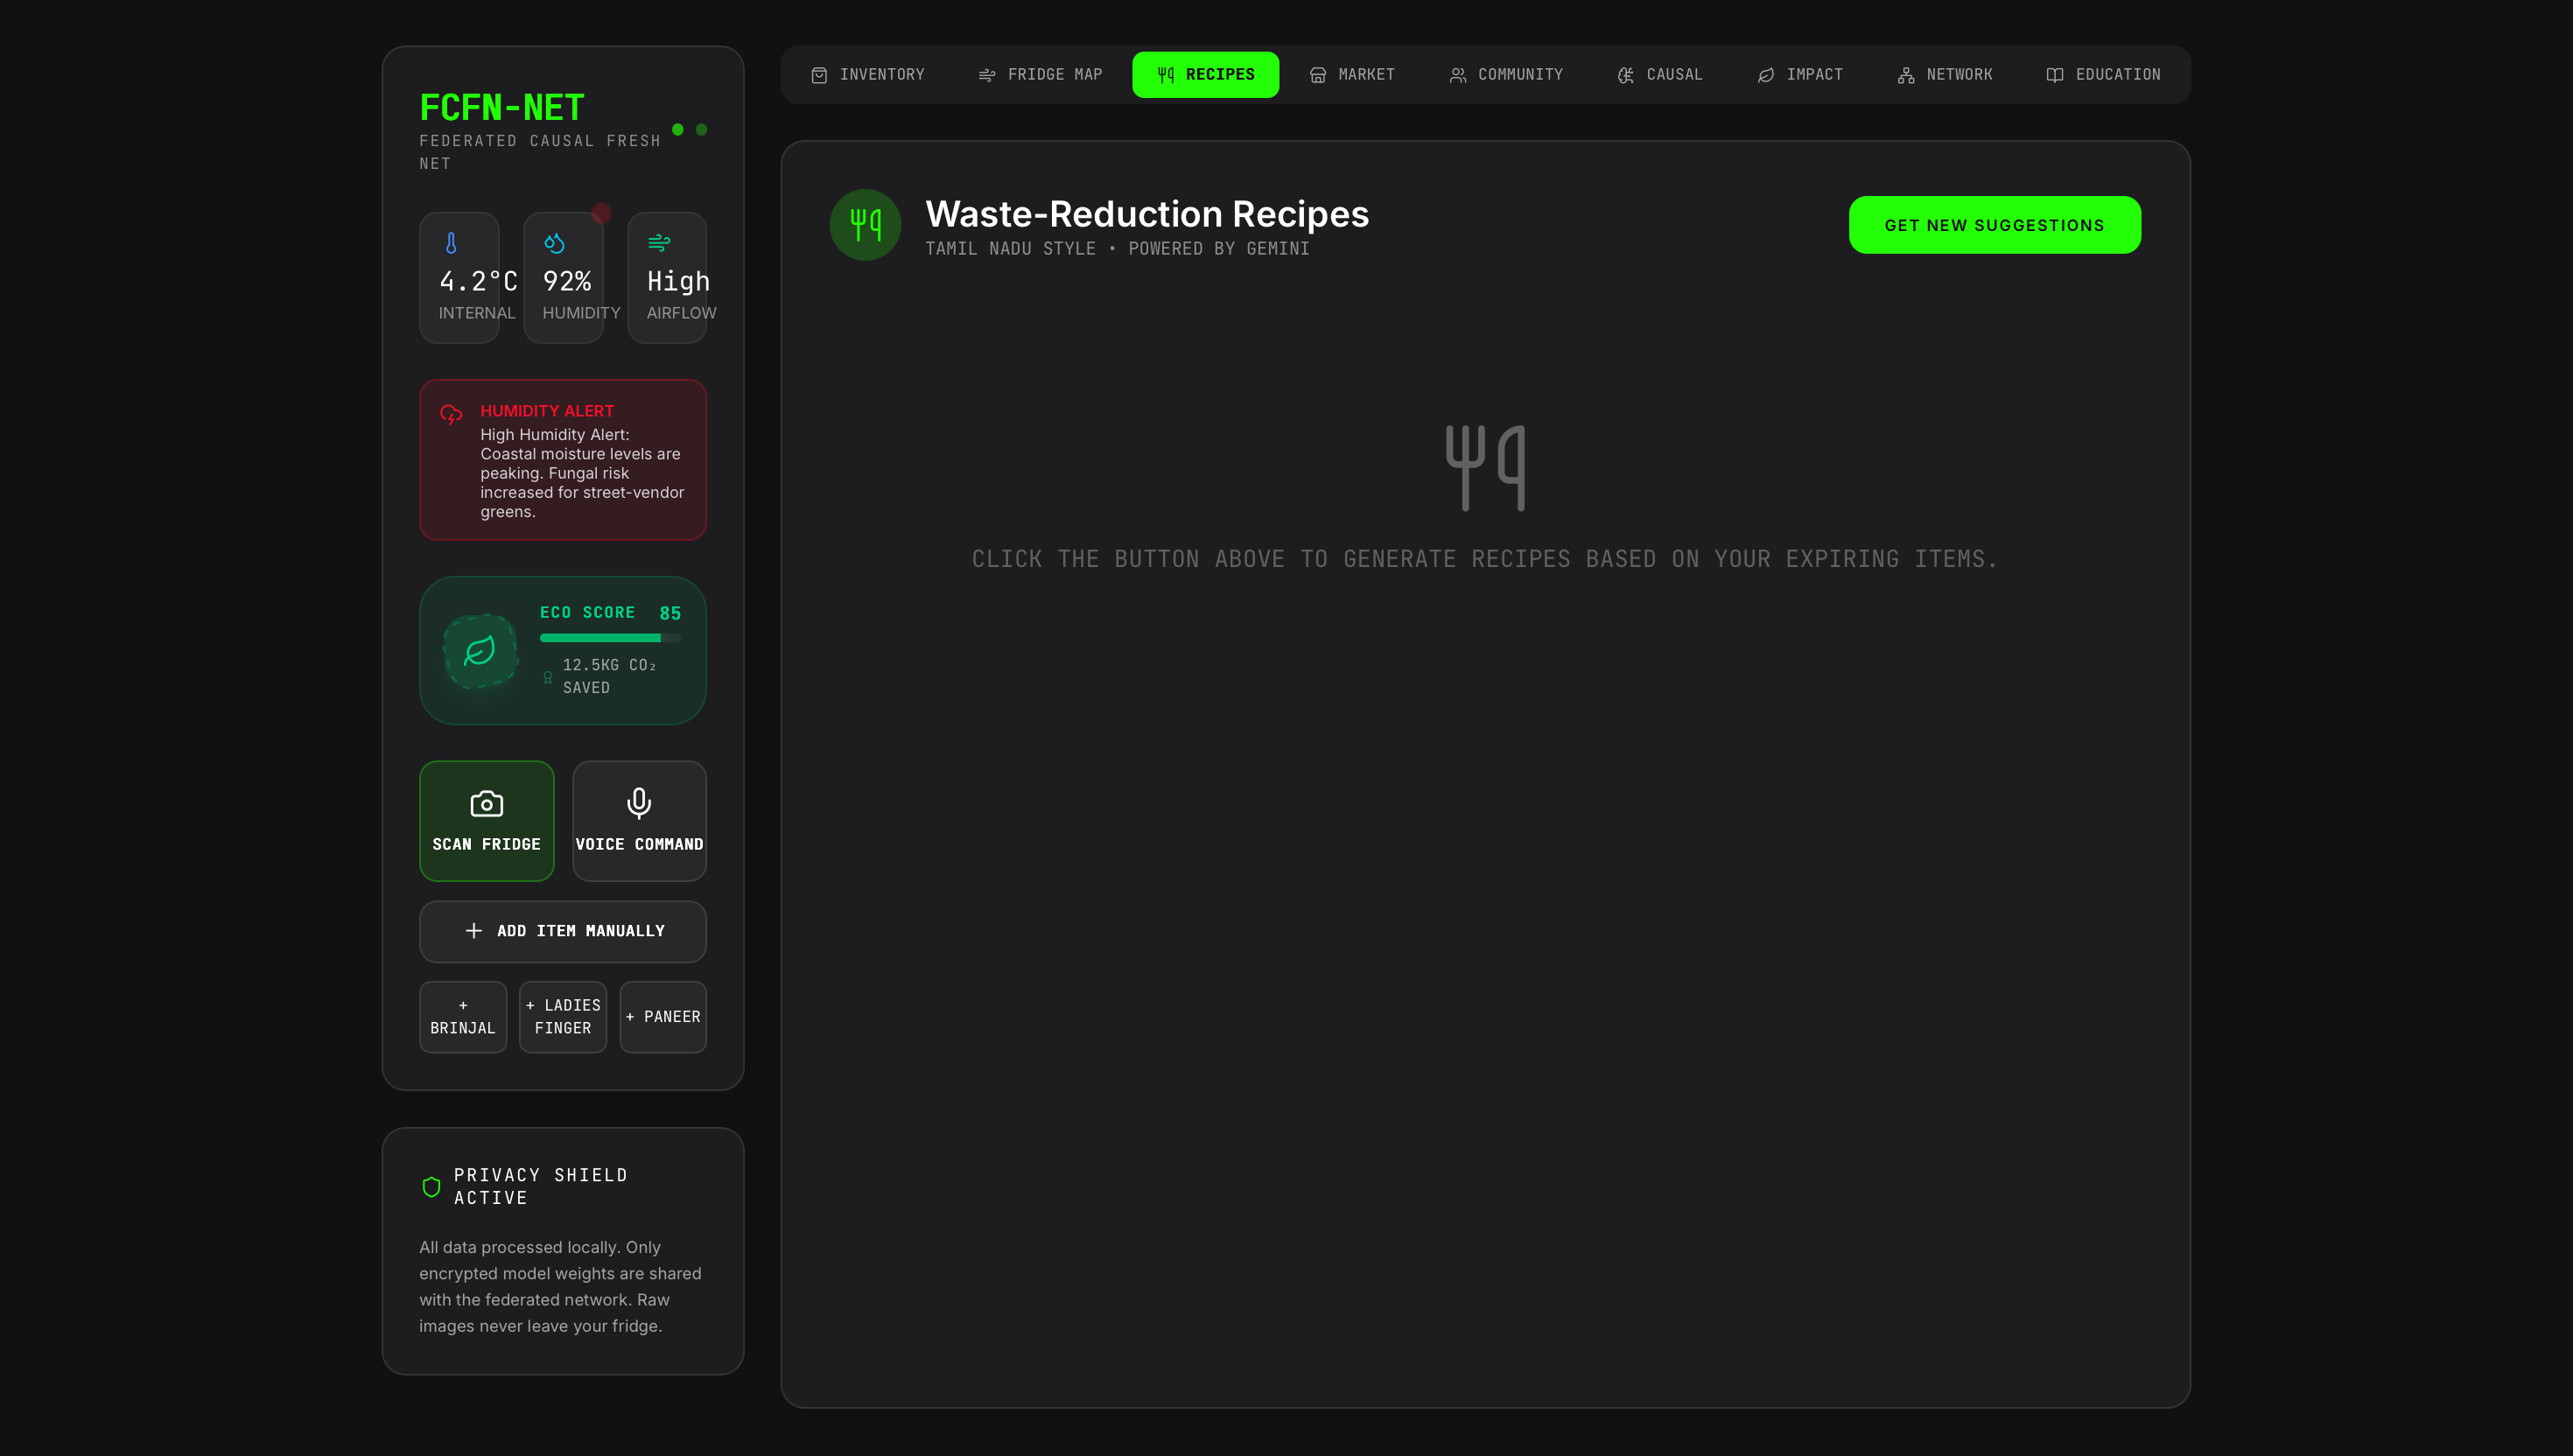 FCFN-NET
FEDERATED CAUSAL FRESH
NET
4.2°C
INTERNAL
92%
HUMIDITY
High
AIRFLOW
HUMIDITY ALERT
High Humidity Alert:
Coastal moisture levels are
peaking. Fungal risk
increased for street-vendor
greens.
ECO SCORE 85
12.5KG CO₂
SAVED
SCAN FRIDGE
VOICE COMMAND
ADD ITEM MANUALLY
+
BRINJAL
+ LADIES
FINGER
+ PANEER
PRIVACY SHIELD
ACTIVE
All data processed locally. Only
encrypted model weights are shared
with the federated network. Raw
images never leave your fridge.
INVENTORY FRIDGE MAP RECIPES MARKET COMMUNITY CAUSAL IMPACT NETWORK EDUCATION
Waste-Reduction Recipes
TAMIL NADU STYLE • POWERED BY GEMINI
GET NEW SUGGESTIONS
CLICK THE BUTTON ABOVE TO GENERATE RECIPES BASED ON YOUR EXPIRING ITEMS.